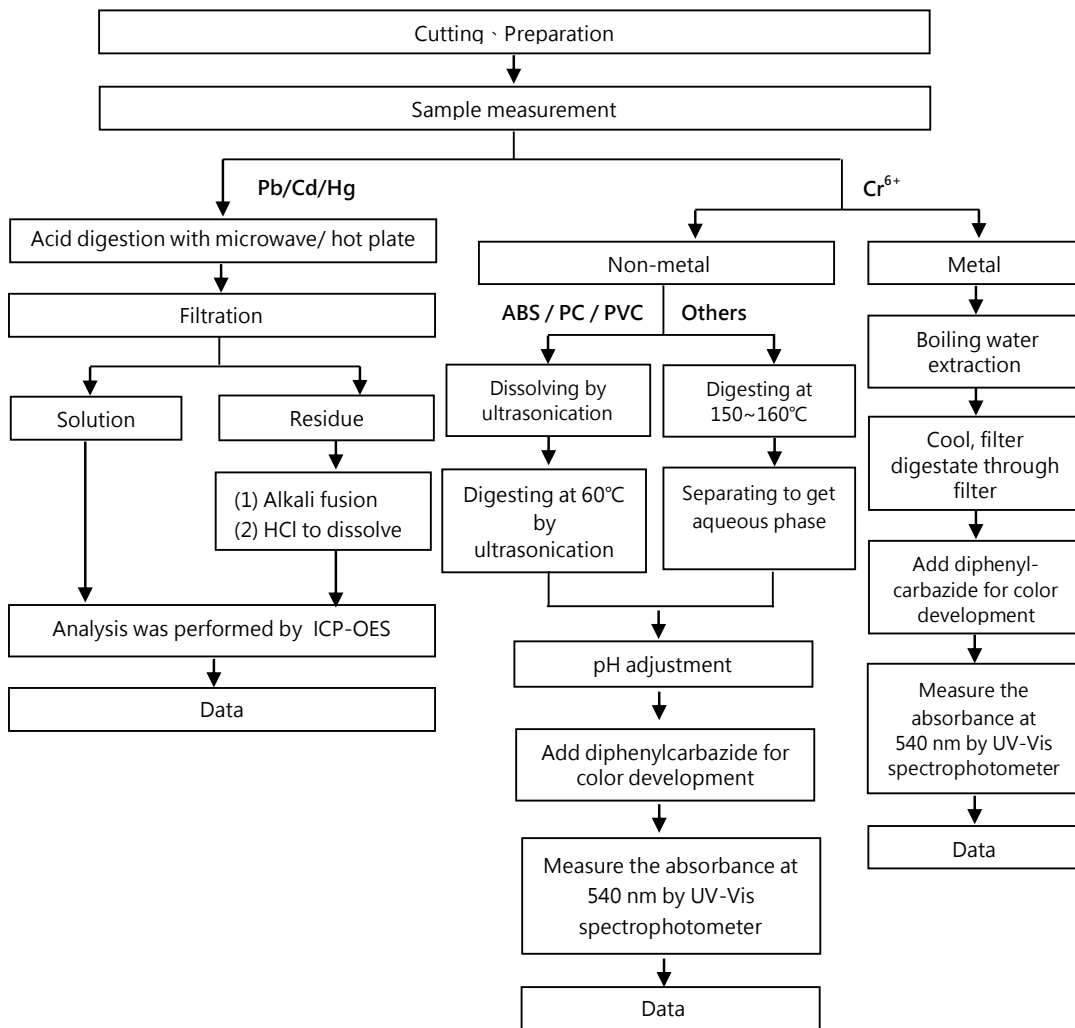 Cutting、Preparation
Sample measurement
Pb/Cd/Hg
Cr6+
Acid digestion with microwave/ hot plate
Filtration
Solution
Residue
(1) Alkali fusion
(2) HCl to dissolve
Analysis was performed by ICP-OES
Data
Non-metal
ABS / PC / PVC
Others
Dissolving by
ultrasonication
Digesting at
150~160℃
Digesting at 60℃
by
ultrasonication
Separating to get
aqueous phase
pH adjustment
Add diphenylcarbazide for
color development
Measure the absorbance at
540 nm by UV-Vis
spectrophotometer
Data
Metal
Boiling water
extraction
Cool, filter
digestate through
filter
Add diphenyl-
carbazide for color
development
Measure the
absorbance at
540 nm by UV-Vis
spectrophotometer
Data